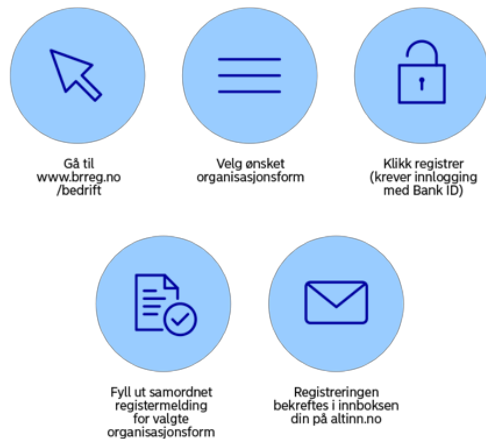 Gå til
www.brreg.no
/bedrift
Velg ønsket
organisasjonsform
Klikk registrer
(krever innlogging
med Bank ID)
Fyll ut samordnet
registermelding
for valgte
organisasjonsform
Registreringen
bekreftes i innboksen
din på altinn.no